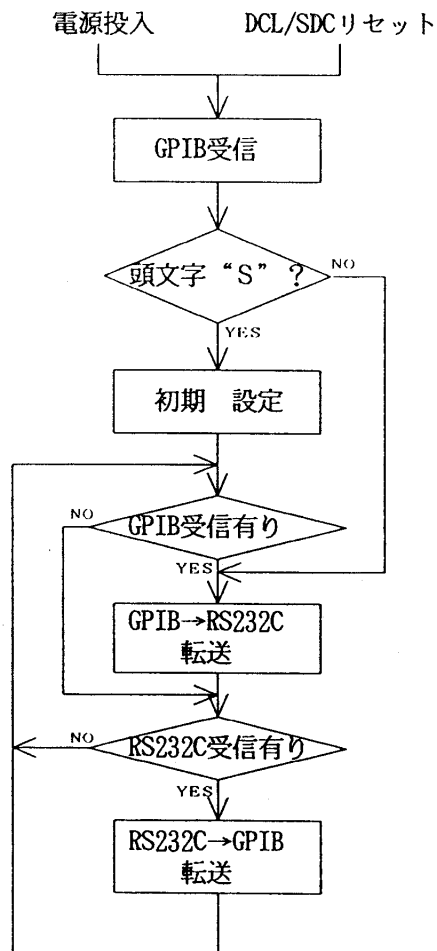 電源投入
DCL/SDCリセット
GPIB受信
頭文字“S”?
NO
YES
初期 設定
NO
GPIB受信有り
YES
GPIB→RS232C
転送
NO
RS232C受信有り
YES
RS232C→GPIB
転送